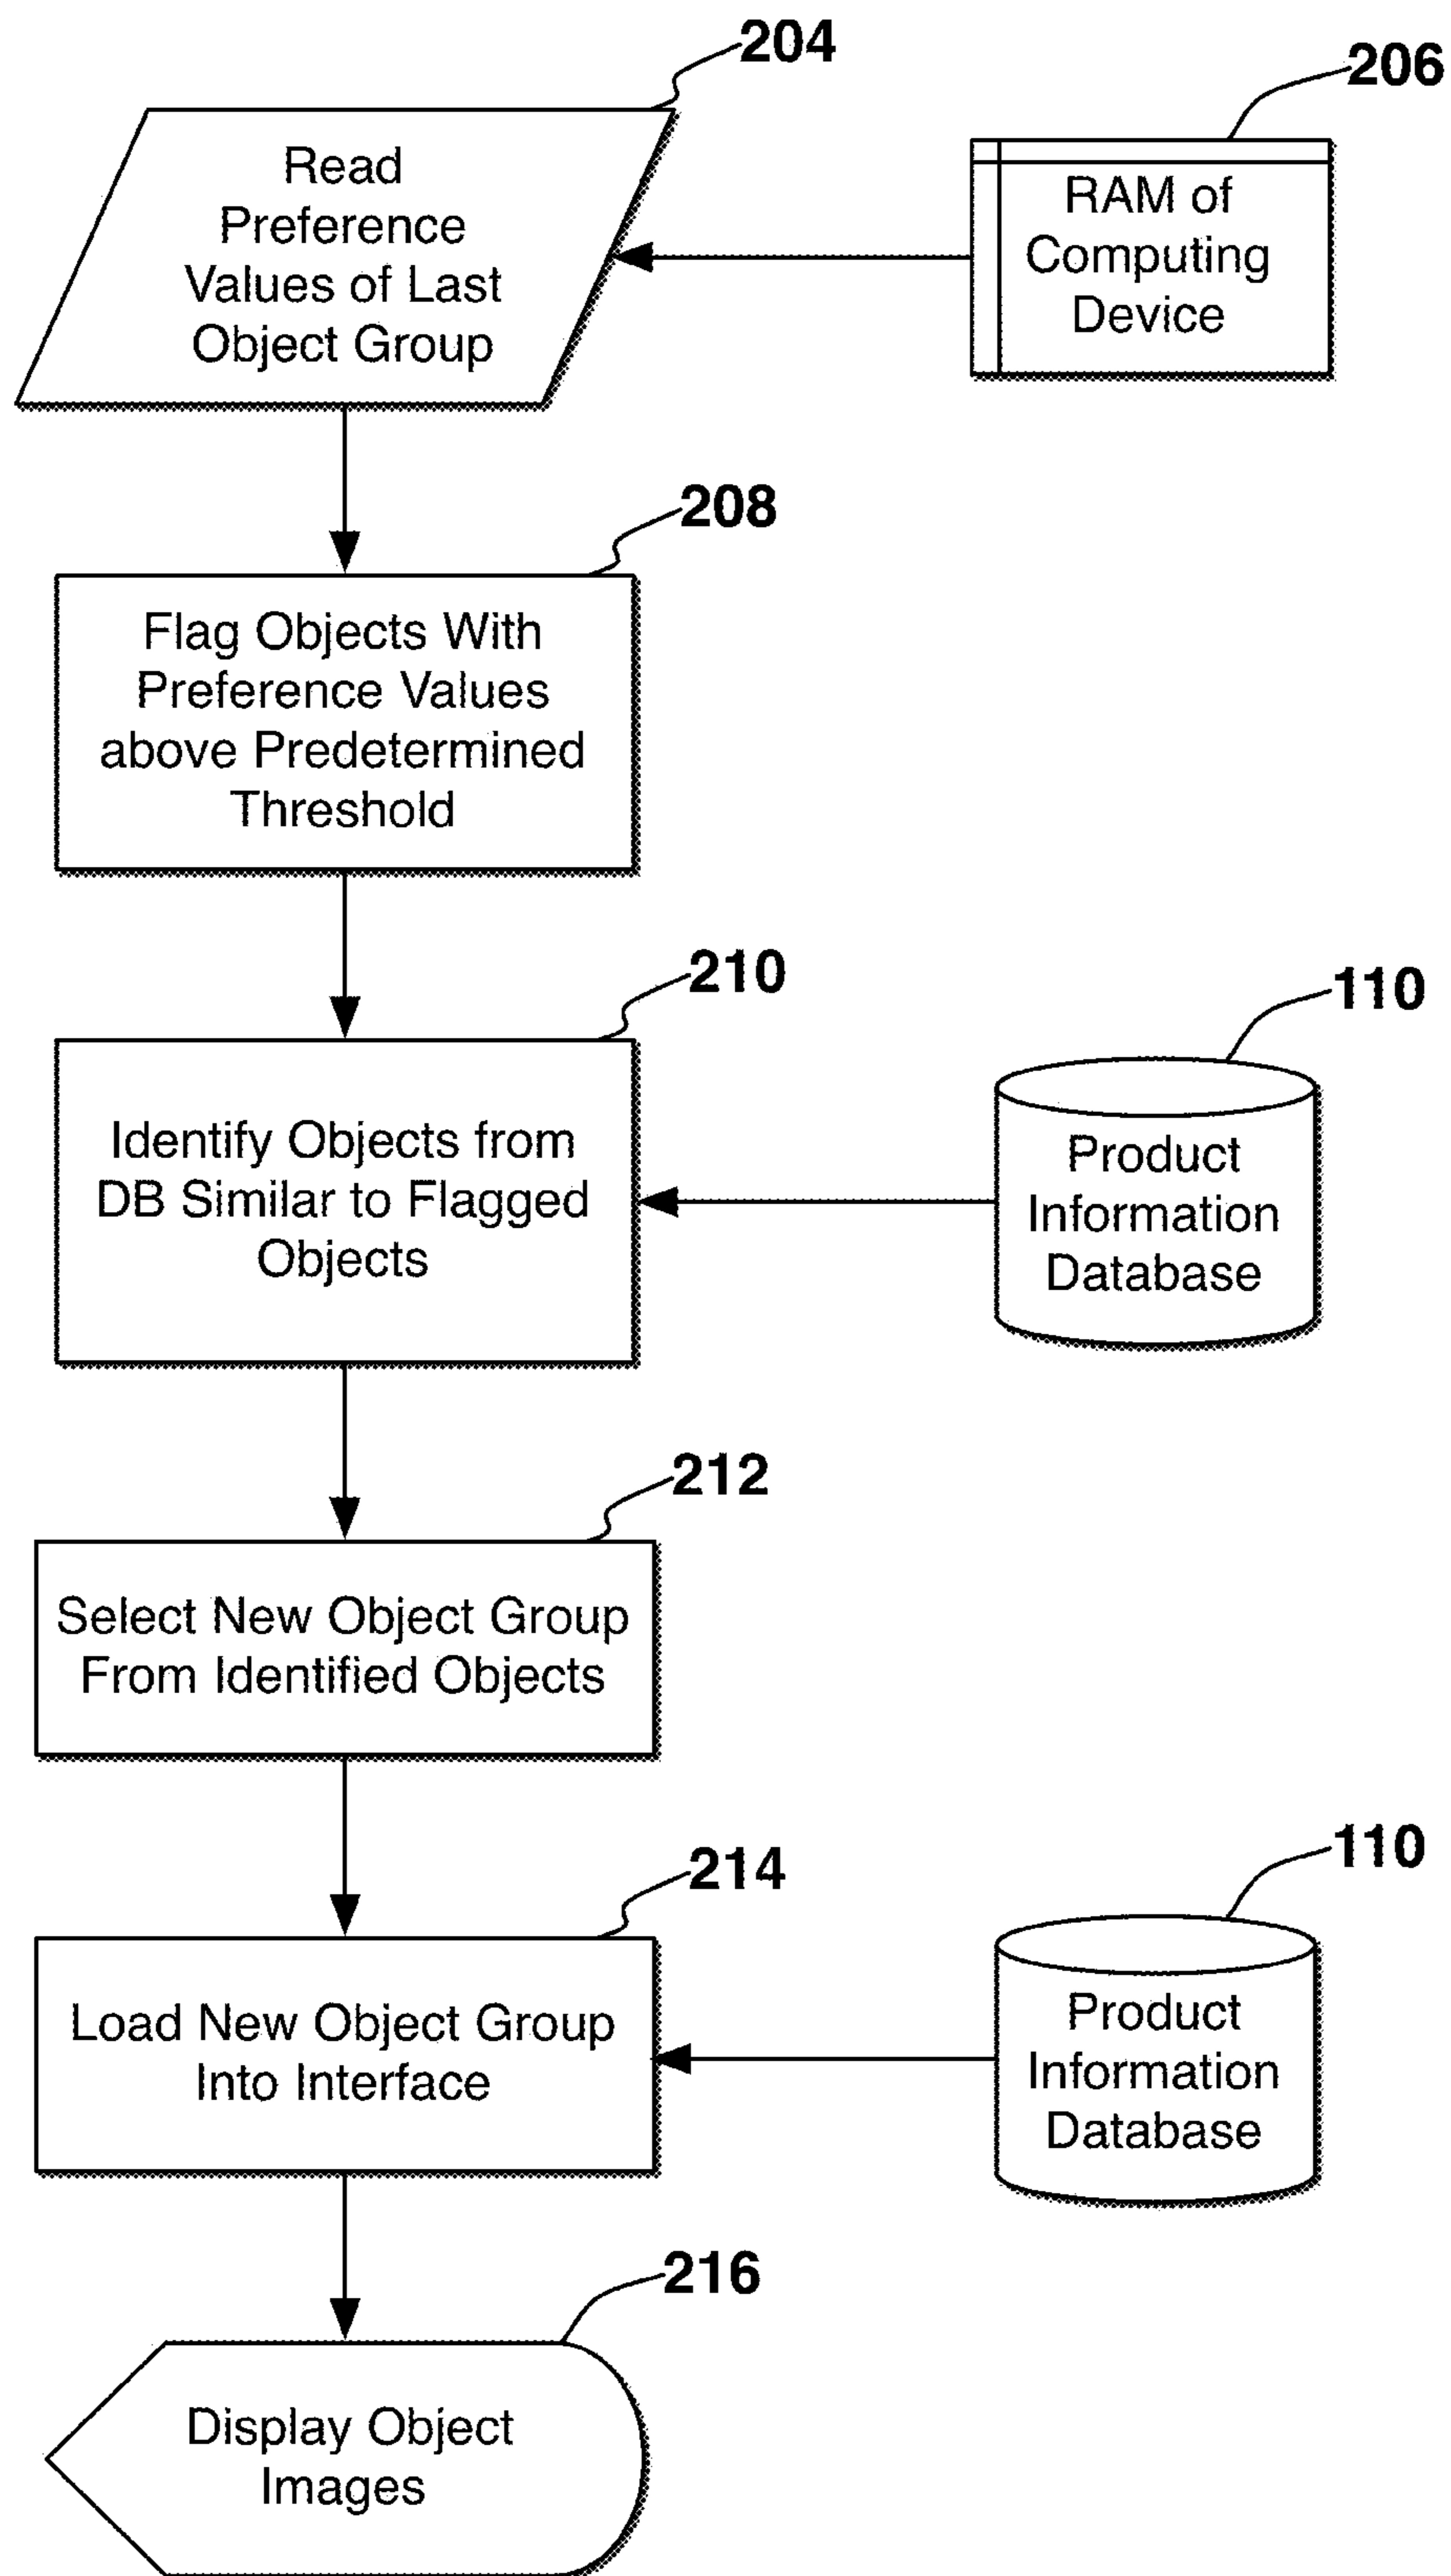 204
206
Read
Preference
Values of Last
Object Group
RAM of
Computing
Device
208
Flag Objects With
Preference Values
above Predetermined
Threshold
210
110
Identify Objects from
DB Similar to Flagged
Objects
Product
Information
Database
212
Select New Object Group
From Identified Objects
214
110
Load New Object Group
Into Interface
Product
Information
Database
216
Display Object
Images